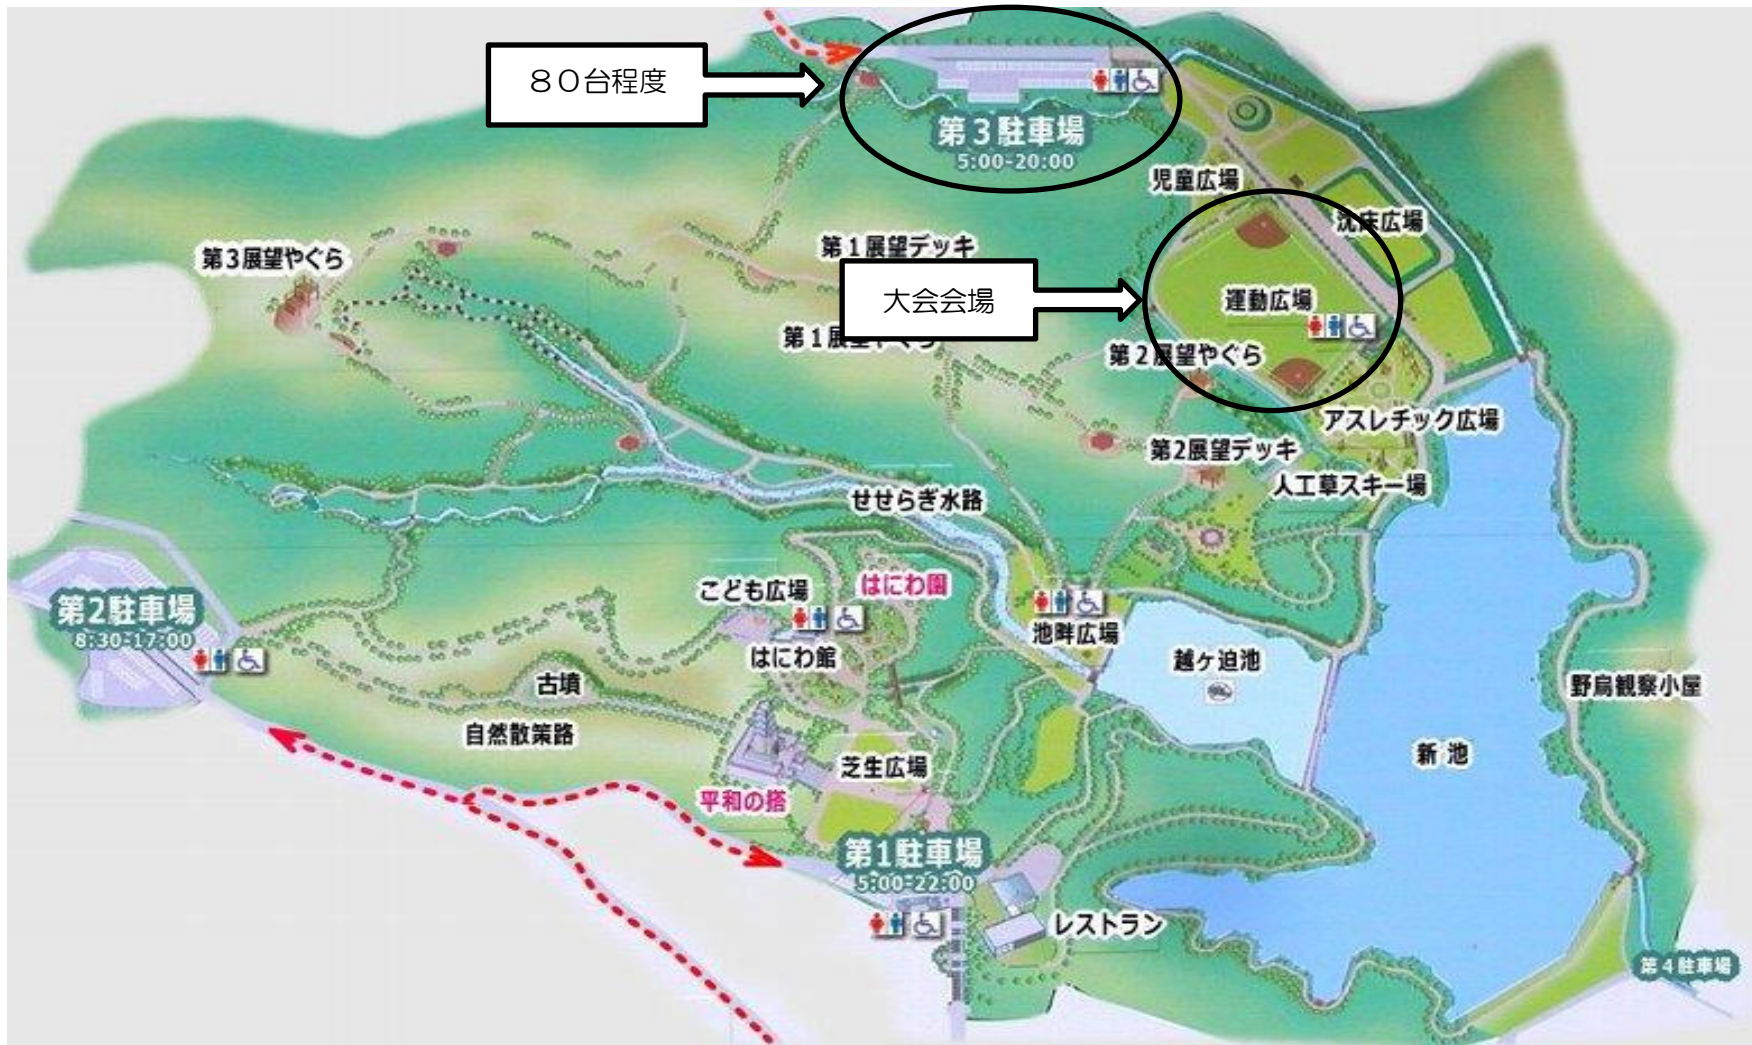 ８０台程度
第３駐車場
5:00-20:00
児童広場
沈床広場
第１展望デッキ
第３展望やぐら
大会会場
運動広場
第１展望やぐら
第２展望やぐら
アスレチック広場
第２展望デッキ
人工草スキー場
せせらぎ水路
こども広場
はにわ園
第２駐車場
8:30-17:00
池畔広場
はにわ館
越ヶ迫池
古墳
野鳥観察小屋
自然散策路
新池
芝生広場
平和の搭
第１駐車場
5:00-22:00
レストラン
第４駐車場